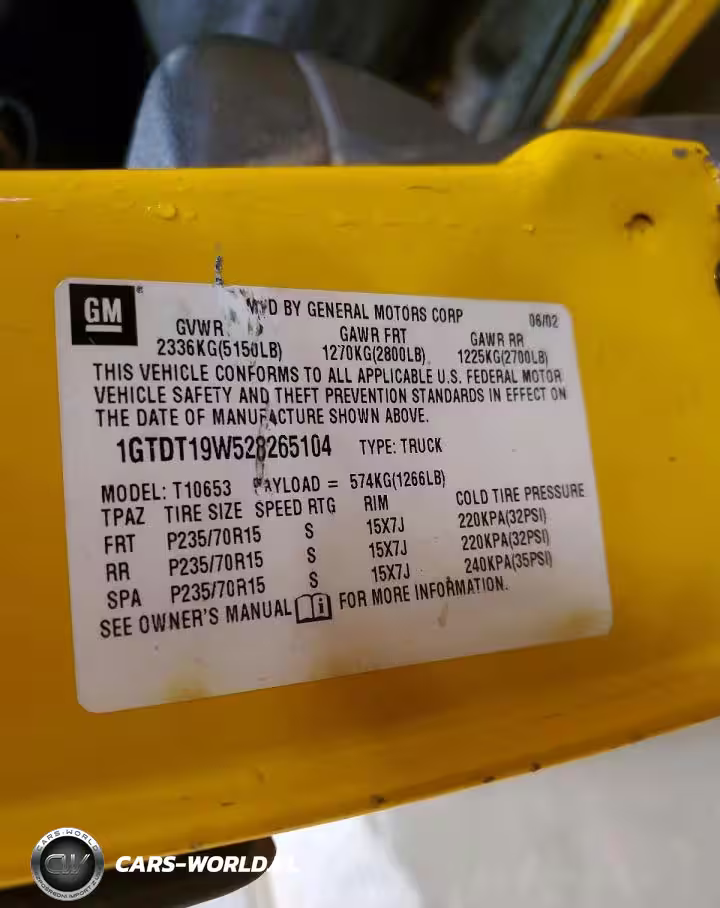 GM
MFD BY GENERAL MOTORS CORP 06/02
GVWR GAWR FRT GAWR RR
2336KG(5150LB) 1270KG(2800LB) 1225KG(2700LB)
THIS VEHICLE CONFORMS TO ALL APPLICABLE U.S. FEDERAL MOTOR
VEHICLE SAFETY AND THEFT PREVENTION STANDARDS IN EFFECT ON
THE DATE OF MANUFACTURE SHOWN ABOVE.
1GTDT19W528265104 TYPE: TRUCK
MODEL: T10653 PAYLOAD = 574KG(1266LB)
TPAZ TIRE SIZE SPEED RTG RIM COLD TIRE PRESSURE
FRT P235/70R15 S 15X7J 220KPA(32PSI)
RR P235/70R15 S 15X7J 220KPA(32PSI)
SPA P235/70R15 S 15X7J 240KPA(35PSI)
SEE OWNER'S MANUAL FOR MORE INFORMATION.
CARS-WORLD
CW
CARS-WORLD.